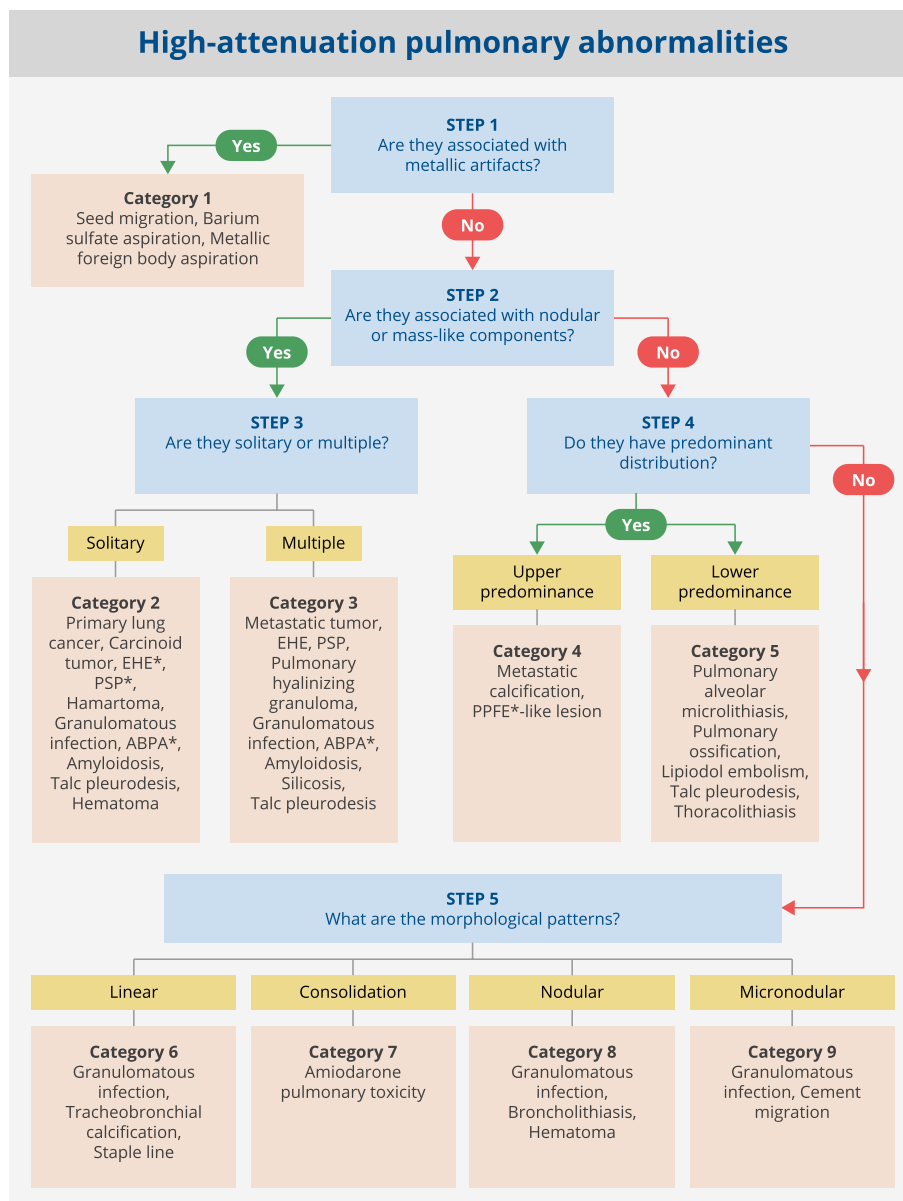 High-attenuation pulmonary abnormalities
STEP 1
Are they associated with
metallic artifacts?
Yes
Category 1
Seed migration, Barium
sulfate aspiration, Metallic
foreign body aspiration
No
STEP 2
Are they associated with nodular
or mass-like components?
Yes
No
STEP 3
Are they solitary or multiple?
STEP 4
Do they have predominant
distribution?
No
Yes
Solitary
Multiple
Upper
predominance
Lower
predominance
Category 2
Primary lung
cancer, Carcinoid
tumor, EHE*,
PSP*,
Hamartoma,
Granulomatous
infection, ABPA*,
Amyloidosis,
Talc pleurodesis,
Hematoma
Category 3
Metastatic tumor,
EHE, PSP,
Pulmonary
hyalinizing
granuloma,
Granulomatous
infection, ABPA*,
Amyloidosis,
Silicosis,
Talc pleurodesis
Category 4
Metastatic
calcification,
PPFE*-like lesion
Category 5
Pulmonary
alveolar
microlithiasis,
Pulmonary
ossification,
Lipiodol embolism,
Talc pleurodesis,
Thoracolithiasis
STEP 5
What are the morphological patterns?
Linear
Consolidation
Nodular
Micronodular
Category 6
Granulomatous
infection,
Tracheobronchial
calcification,
Staple line
Category 7
Amiodarone
pulmonary toxicity
Category 8
Granulomatous
infection,
Broncholithiasis,
Hematoma
Category 9
Granulomatous
infection, Cement
migration